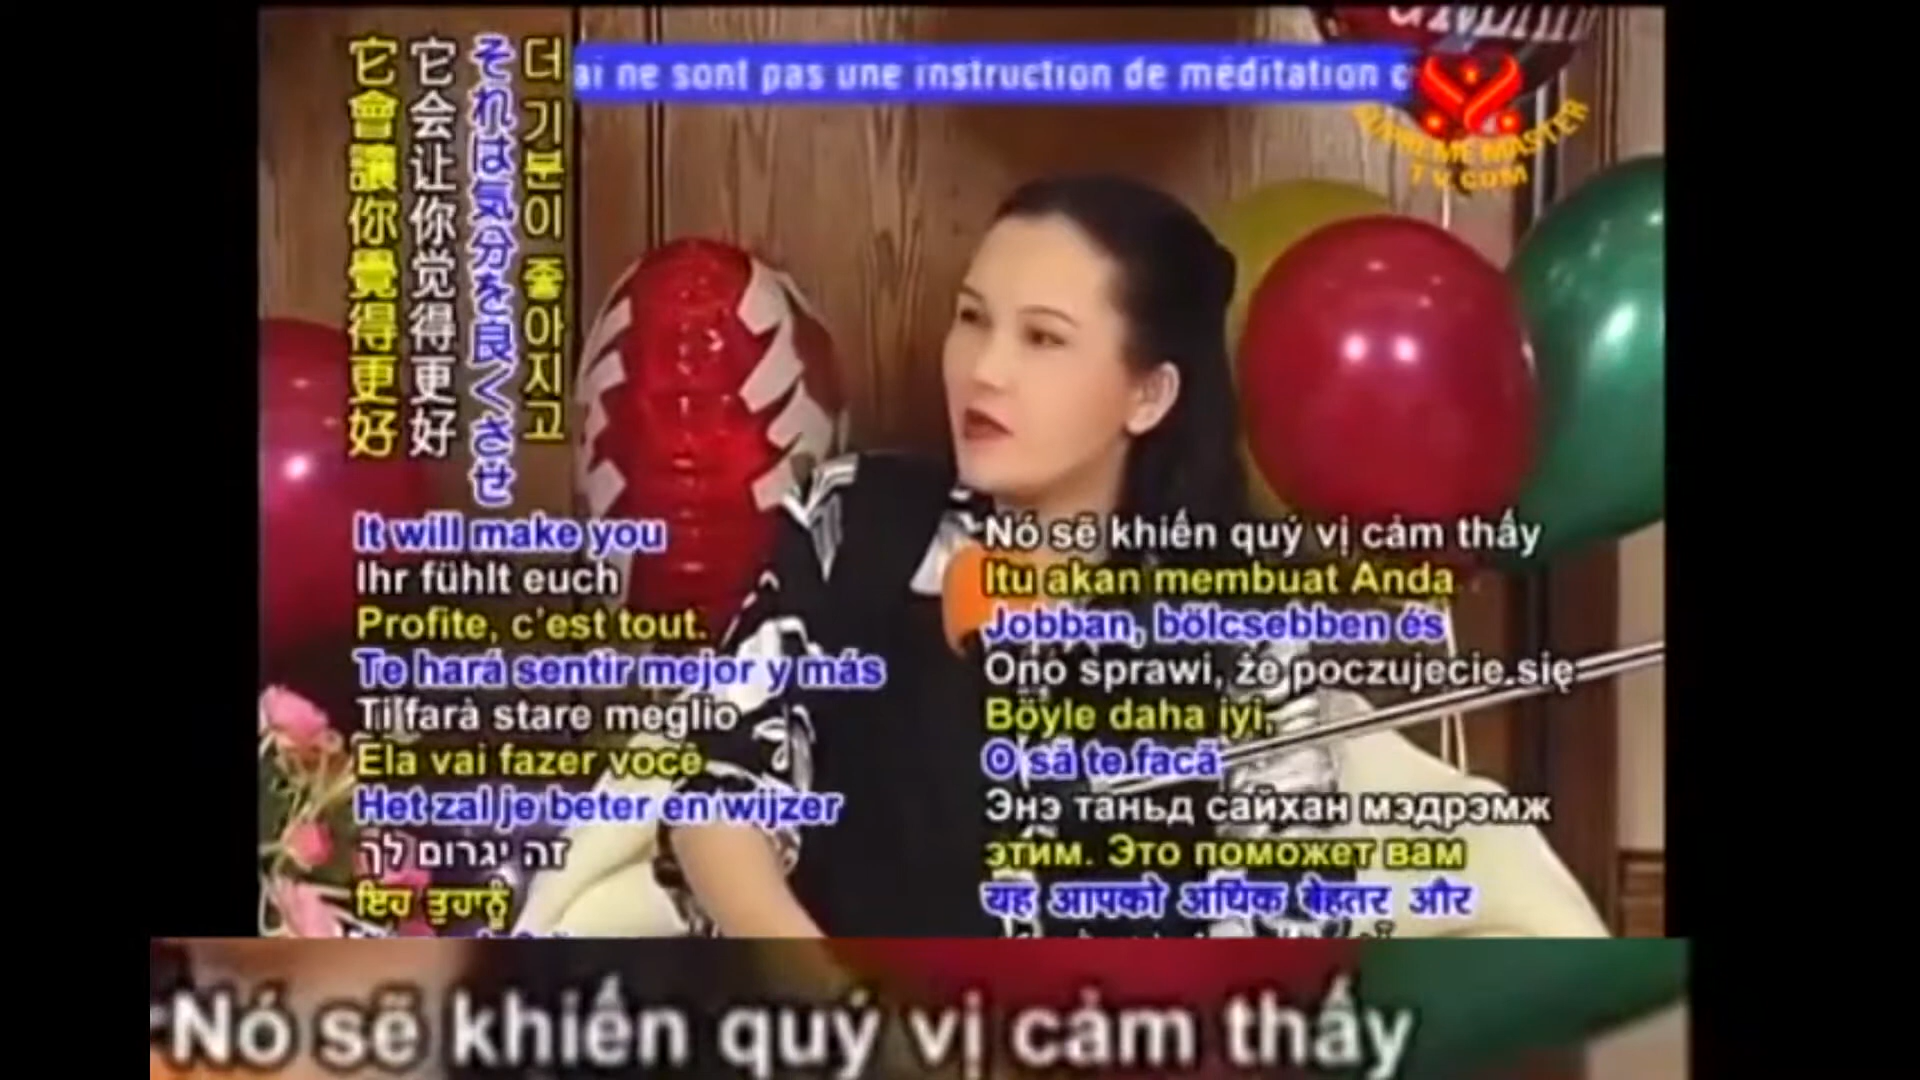 ai ne sont pas une instruction de méditation c
SUPREME MASTER
TV.COM
더 기분이 좋아지고
それは気分を良くさせ
它会让你觉得更好
它會讓你覺得更好
It will make you
Ihr fühlt euch
Profite, c'est tout.
Te hará sentir mejor y más
Ti farà stare meglio
Ela vai fazer você
Het zal je beter en wijzer
זה יגרום לך
ਇਹ ਤੁਹਾਨੂੰ
Nó sẽ khiến quý vị cảm thấy
Itu akan membuat Anda
Jobban, bölcsebben és
Ono sprawi, że poczujecie się
Böyle daha iyi,
O să te facă
Энэ таньд сайхан мэдрэмж
этим. Это поможет вам
यह आपको अधिक बेहतर और
Nó sẽ khiến quý vị cảm thấy